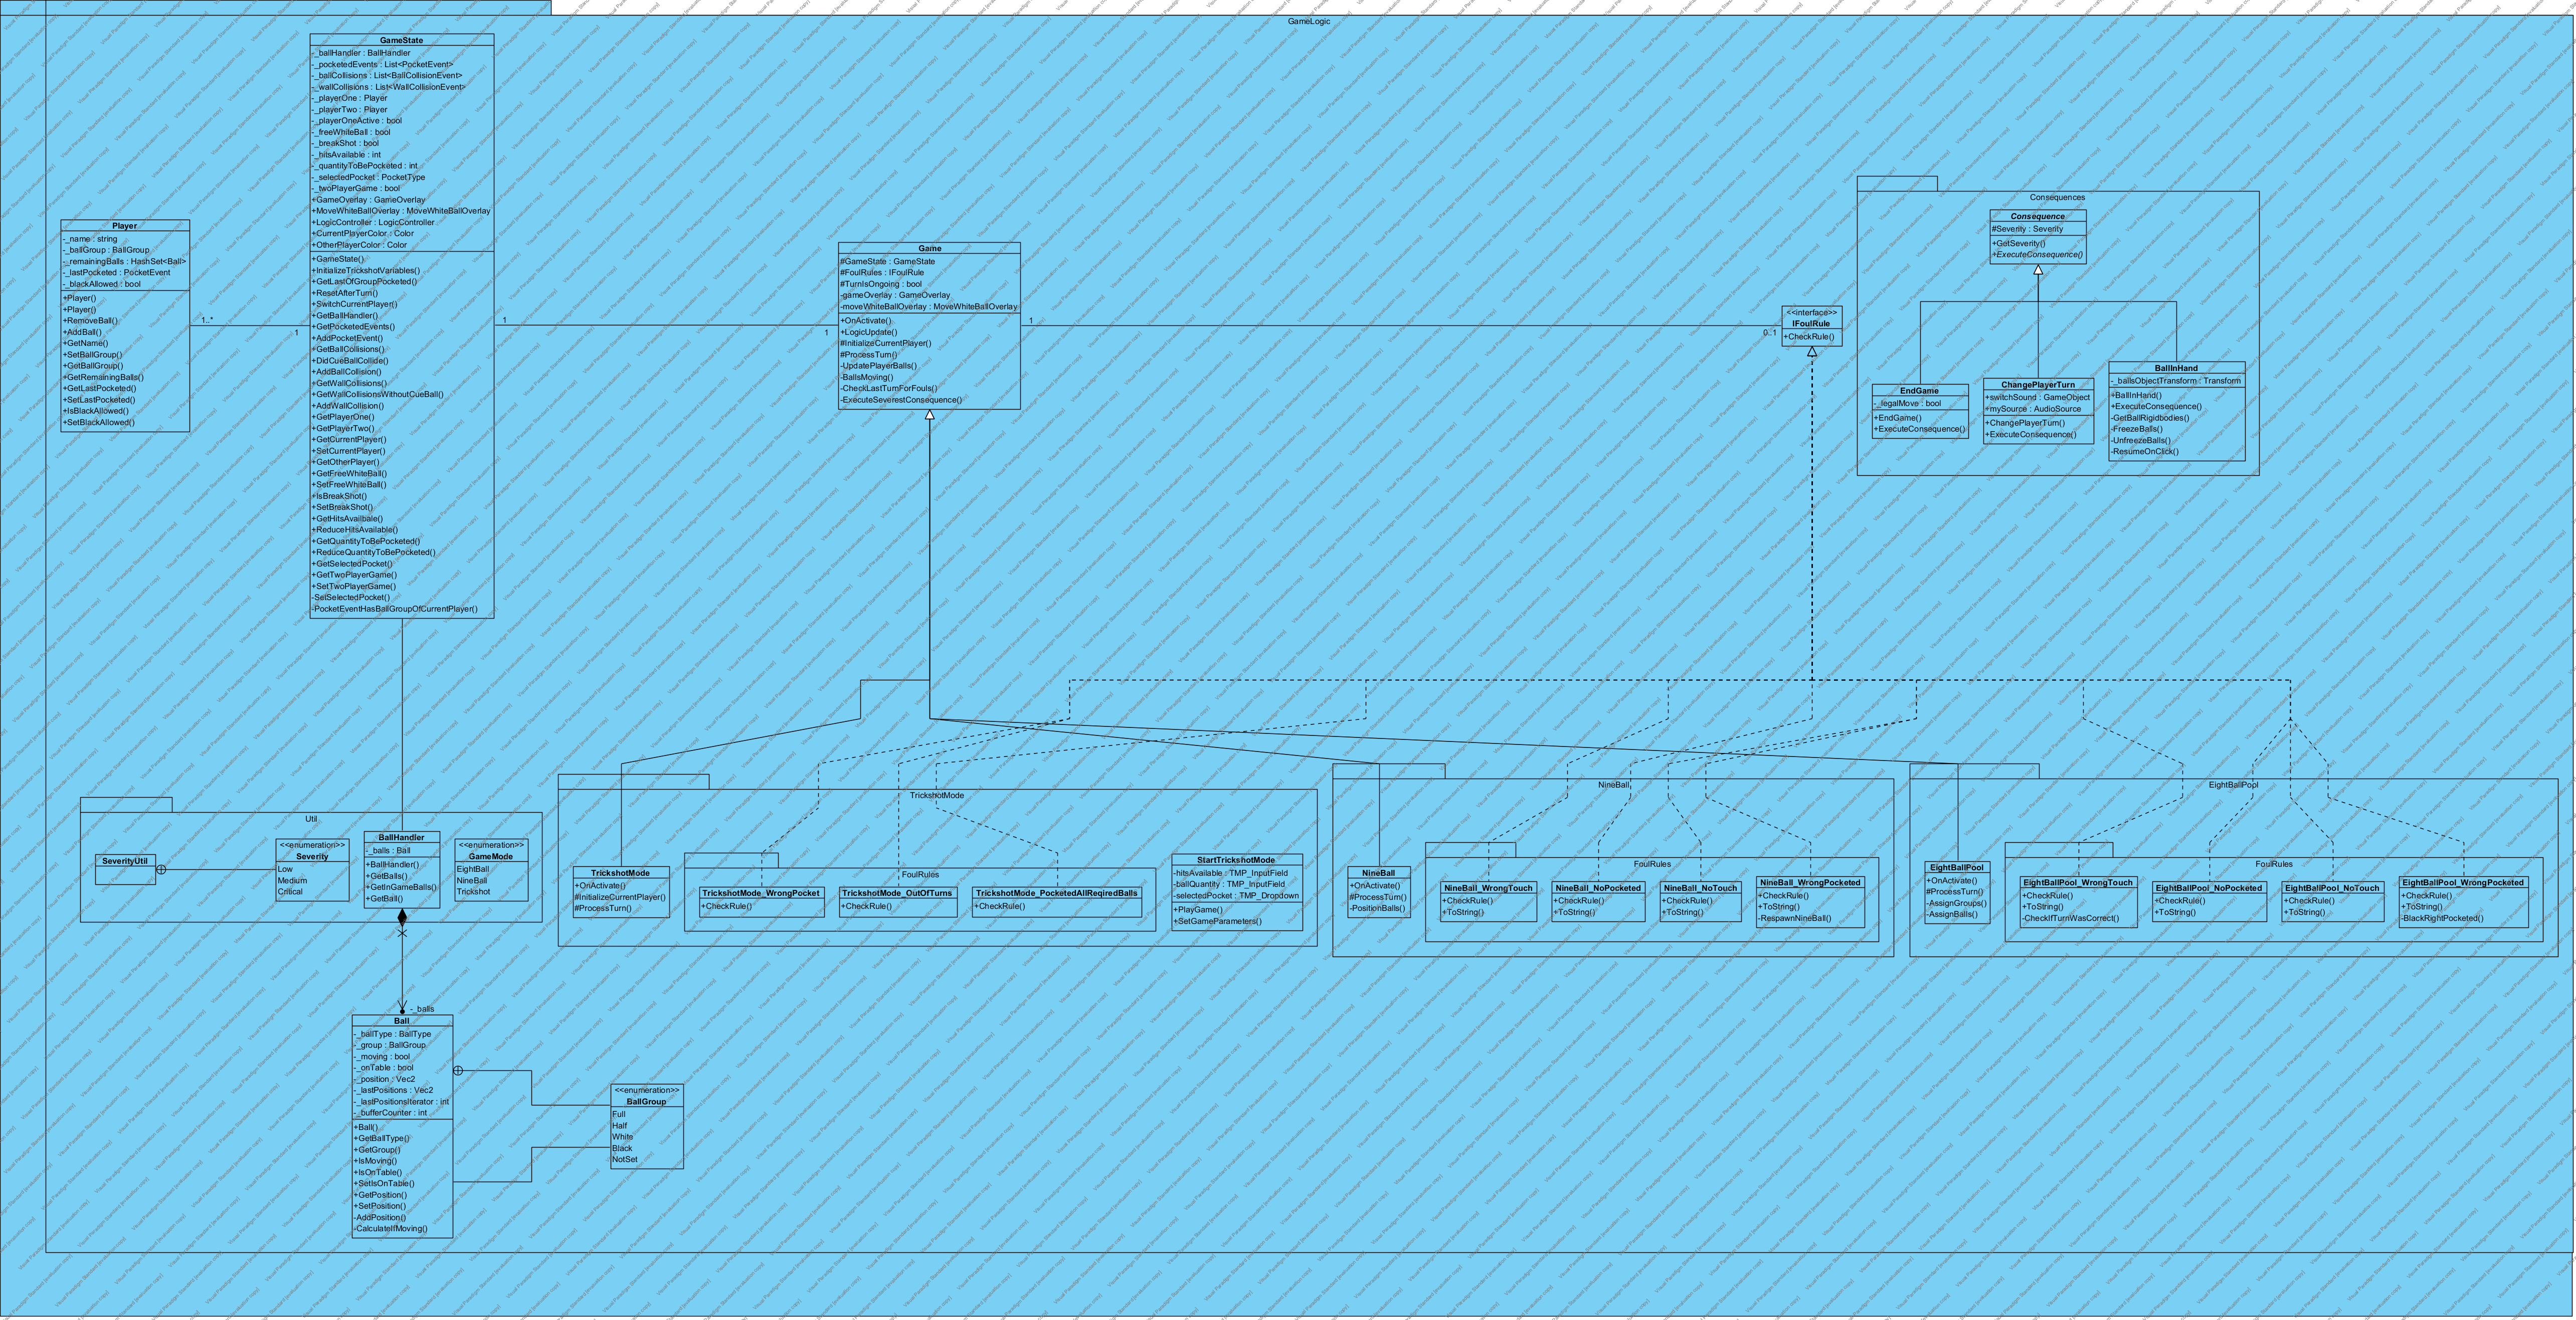 GameLogic
GameState
-_ballHandler : BallHandler
-_pocketedEvents : List<PocketEvent>
-_ballCollisions : List<BallCollisionEvent>
-_wallCollisions : List<WallCollisionEvent>
-_playerOne : Player
-_playerTwo : Player
-_playerOneActive : bool
-_freeWhiteBall : bool
-_breakShot : bool
-_hitsAvailable : int
-_quantityToBePocketed : int
-_selectedPocket : PocketType
-_twoPlayerGame : bool
+GameOverlay : GameOverlay
+MoveWhiteBallOverlay : MoveWhiteBallOverlay
+LogicController : LogicController
+CurrentPlayerColor : Color
+OtherPlayerColor : Color
+GameState()
+InitializeTrickshotVariables()
+GetLastOfGroupPocketed()
+ResetAfterTurn()
+SwitchCurrentPlayer()
+GetBallHandler()
+GetPocketedEvents()
+AddPocketEvent()
+GetBallCollisions()
+DidCueBallCollide()
+AddBallCollision()
+GetWallCollisions()
+GetWallCollisionsWithoutCueBall()
+AddWallCollision()
+GetPlayerOne()
+GetPlayerTwo()
+GetCurrentPlayer()
+SetCurrentPlayer()
+GetOtherPlayer()
+GetFreeWhiteBall()
+SetFreeWhiteBall()
+IsBreakShot()
+SetBreakShot()
+GetHitsAvailbale()
+ReduceHitsAvailable()
+GetQuantityToBePocketed()
+ReduceQuantityToBePocketed()
+GetSelectedPocket()
+GetTwoPlayerGame()
+SetTwoPlayerGame()
-SetSelectedPocket()
-PocketEventHasBallGroupOfCurrentPlayer()
Player
-_name : string
-_ballGroup : BallGroup
-_remainingBalls : HashSet<Ball>
-_lastPocketed : PocketEvent
-_blackAllowed : bool
+Player()
+Player()
+RemoveBall()
+AddBall()
+GetName()
+SetBallGroup()
+GetBallGroup()
+GetRemainingBalls()
+GetLastPocketed()
+SetLastPocketed()
+IsBlackAllowed()
+SetBlackAllowed()
1..*
1
1
1
Game
#GameState : GameState
#FoulRules : IFoulRule
#TurnIsOngoing : bool
-gameOverlay : GameOverlay
-moveWhiteBallOverlay : MoveWhiteBallOverlay
+OnActivate()
+LogicUpdate()
#InitializeCurrentPlayer()
#ProcessTurn()
-UpdatePlayerBalls()
-BallsMoving()
-CheckLastTurnForFouls()
-ExecuteSeverestConsequence()
1
0..1
<<interface>>
IFoulRule
+CheckRule()
Consequences
Consequence
#Severity : Severity
+GetSeverity()
+ExecuteConsequence()
EndGame
-_legalMove : bool
+EndGame()
+ExecuteConsequence()
ChangePlayerTurn
+switchSound : GameObject
+mySource : AudioSource
+ChangePlayerTurn()
+ExecuteConsequence()
BallInHand
-_ballsObjectTransform : Transform
+BallInHand()
+ExecuteConsequence()
-GetBallRigidbodies()
-FreezeBalls()
-UnfreezeBalls()
-ResumeOnClick()
Util
SeverityUtil
<<enumeration>>
Severity
Low
Medium
Critical
BallHandler
-_balls : Ball
+BallHandler()
+GetBalls()
+GetInGameBalls()
+GetBall()
<<enumeration>>
GameMode
EightBall
NineBall
Trickshot
TrickshotMode
TrickshotMode
+OnActivate()
#InitializeCurrentPlayer()
#ProcessTurn()
FoulRules
TrickshotMode_WrongPocket
+CheckRule()
TrickshotMode_OutOfTurns
+CheckRule()
TrickshotMode_PocketedAllReqiredBalls
+CheckRule()
StartTrickshotMode
-hitsAvailable : TMP_InputField
-ballQuantity : TMP_InputField
-selectedPocket : TMP_Dropdown
+PlayGame()
+SetGameParameters()
NineBall
NineBall
+OnActivate()
#ProcessTurn()
-PositionBalls()
FoulRules
NineBall_WrongTouch
+CheckRule()
+ToString()
NineBall_NoPocketed
+CheckRule()
+ToString()
NineBall_NoTouch
+CheckRule()
+ToString()
NineBall_WrongPocketed
+CheckRule()
+ToString()
-RespawnNineBall()
EightBallPool
EightBallPool
+OnActivate()
#ProcessTurn()
-AssignGroups()
-AssignBalls()
FoulRules
EightBallPool_WrongTouch
+CheckRule()
+ToString()
-CheckIfTurnWasCorrect()
EightBallPool_NoPocketed
+CheckRule()
+ToString()
EightBallPool_NoTouch
+CheckRule()
+ToString()
EightBallPool_WrongPocketed
+CheckRule()
+ToString()
-BlackRightPocketed()
-_balls
Ball
-_ballType : BallType
-_group : BallGroup
-_moving : bool
-_onTable : bool
-_position : Vec2
-_lastPositions : Vec2
-_lastPositionsIterator : int
-_bufferCounter : int
+Ball()
+GetBallType()
+GetGroup()
+IsMoving()
+IsOnTable()
+SetIsOnTable()
+GetPosition()
+SetPosition()
-AddPosition()
-CalculateIfMoving()
<<enumeration>>
BallGroup
Full
Half
White
Black
NotSet